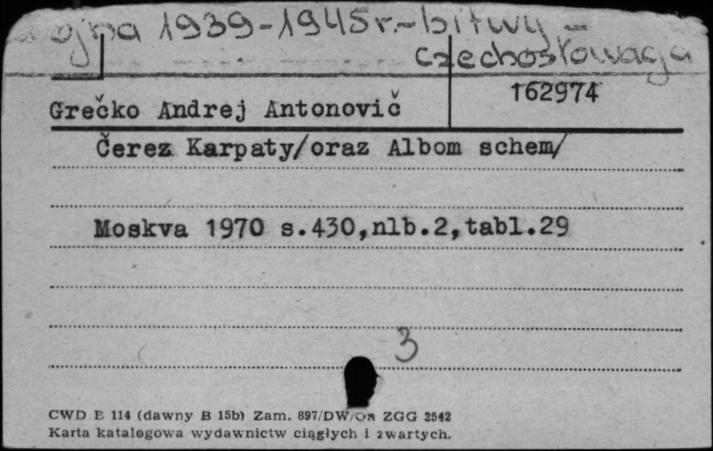 Wojna 1939-1945r.-bitwy -
Czechosłowacja
162974
Grečko Andrej Antonovič
Čerez Karpaty/oraz Albom schem/
Moskva 1970 s.430,nlb.2,tabl.29
3
CWD E 114 (dawny B 15b) Zam. 897/DW/Oa ZGG 2542
Karta katalogowa wydawnictw ciągłych i zwartych.